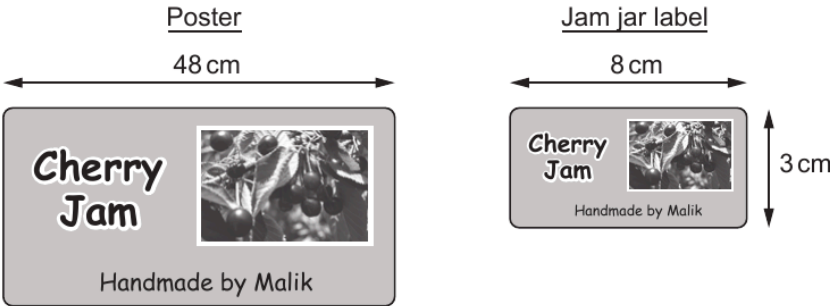 Poster
48 cm
Cherry
Jam
Handmade by Malik
Jam jar label
8 cm
Cherry
Jam
Handmade by Malik
3 cm